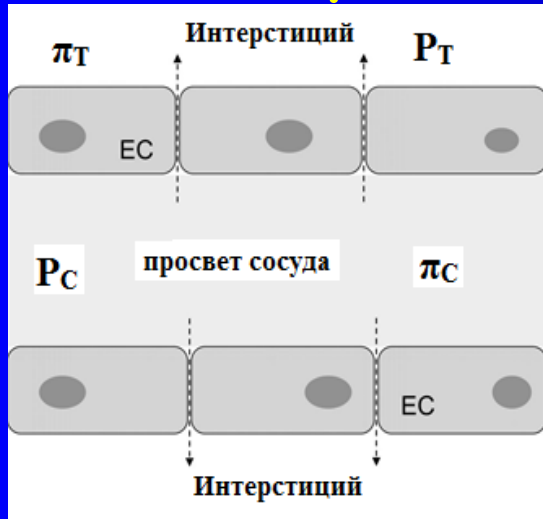 Интерстиций
πT
PT
EC
PC
просвет сосуда
πC
EC
Интерстиций